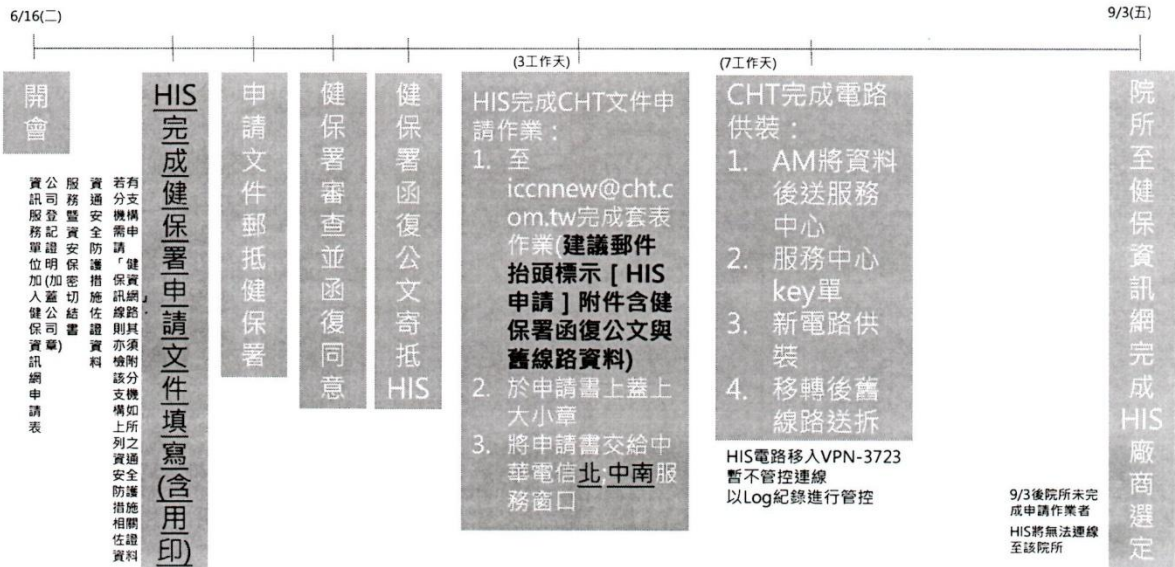 6/16(二)
9/3(五)
(3工作天)
(7工作天)
開會
資訊服務單位加入健保資訊網申請表
公司登記證明(加蓋公司章)
服務暨資安保密切結書
資通安全防護措施佐證資料
若有分支機構需申請「健保資訊網路線」,則其亦須檢附該分支機構如上所列之資通安全防護措施相關佐證資料
HIS完成健保署申請文件填寫(含用印)
申請文件郵抵健保署
健保署審查並函復同意
健保署函復公文寄抵HIS
HIS完成CHT文件申
請作業：
1. 至
iccnnew@cht.c
om.tw完成套表
作業(建議郵件
抬頭標示 [ HIS
申請 ] 附件含健
保署函復公文與
舊線路資料)
2. 於申請書上蓋上
大小章
3. 將申請書交給中
華電信北;中南服
務窗口
CHT完成電路
供裝：
1. AM將資料
後送服務
中心
2. 服務中心
key單
3. 新電路供
裝
4. 移轉後舊
線路送拆
HIS電路移入VPN-3723
暫不管控連線
以Log紀錄進行管控
9/3後院所未完
成申請作業者
HIS將無法連線
至該院所
院所至健保資訊網完成HIS廠商選定